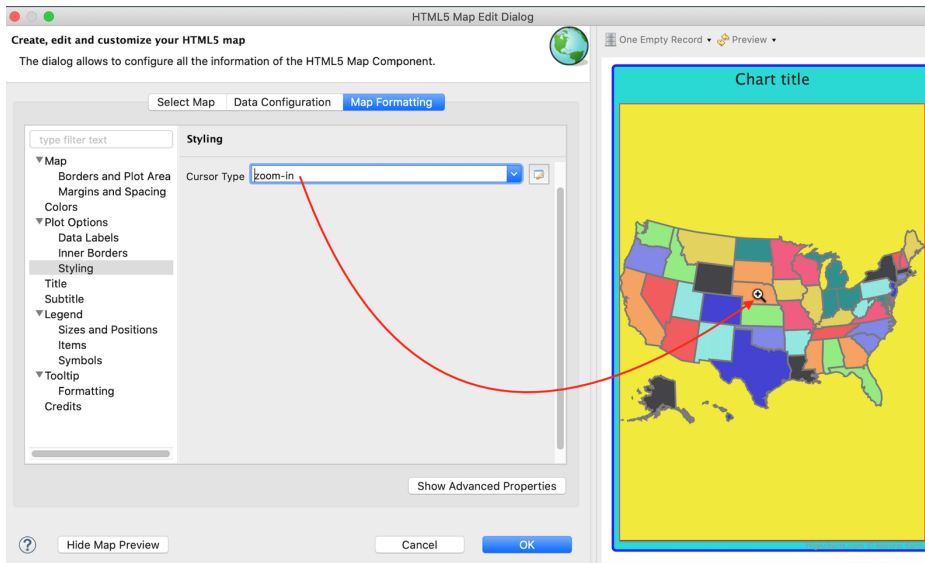 HTML5 Map Edit Dialog
Create, edit and customize your HTML5 map
The dialog allows to configure all the information of the HTML5 Map Component.
One Empty Record
Preview
Select Map
Data Configuration
Map Formatting
type filter text
Map
Borders and Plot Area
Margins and Spacing
Colors
Plot Options
Data Labels
Inner Borders
Styling
Title
Subtitle
Legend
Sizes and Positions
Items
Symbols
Tooltip
Formatting
Credits
Styling
Cursor Type
zoom-in
Show Advanced Properties
?
Hide Map Preview
Cancel
OK
Chart title